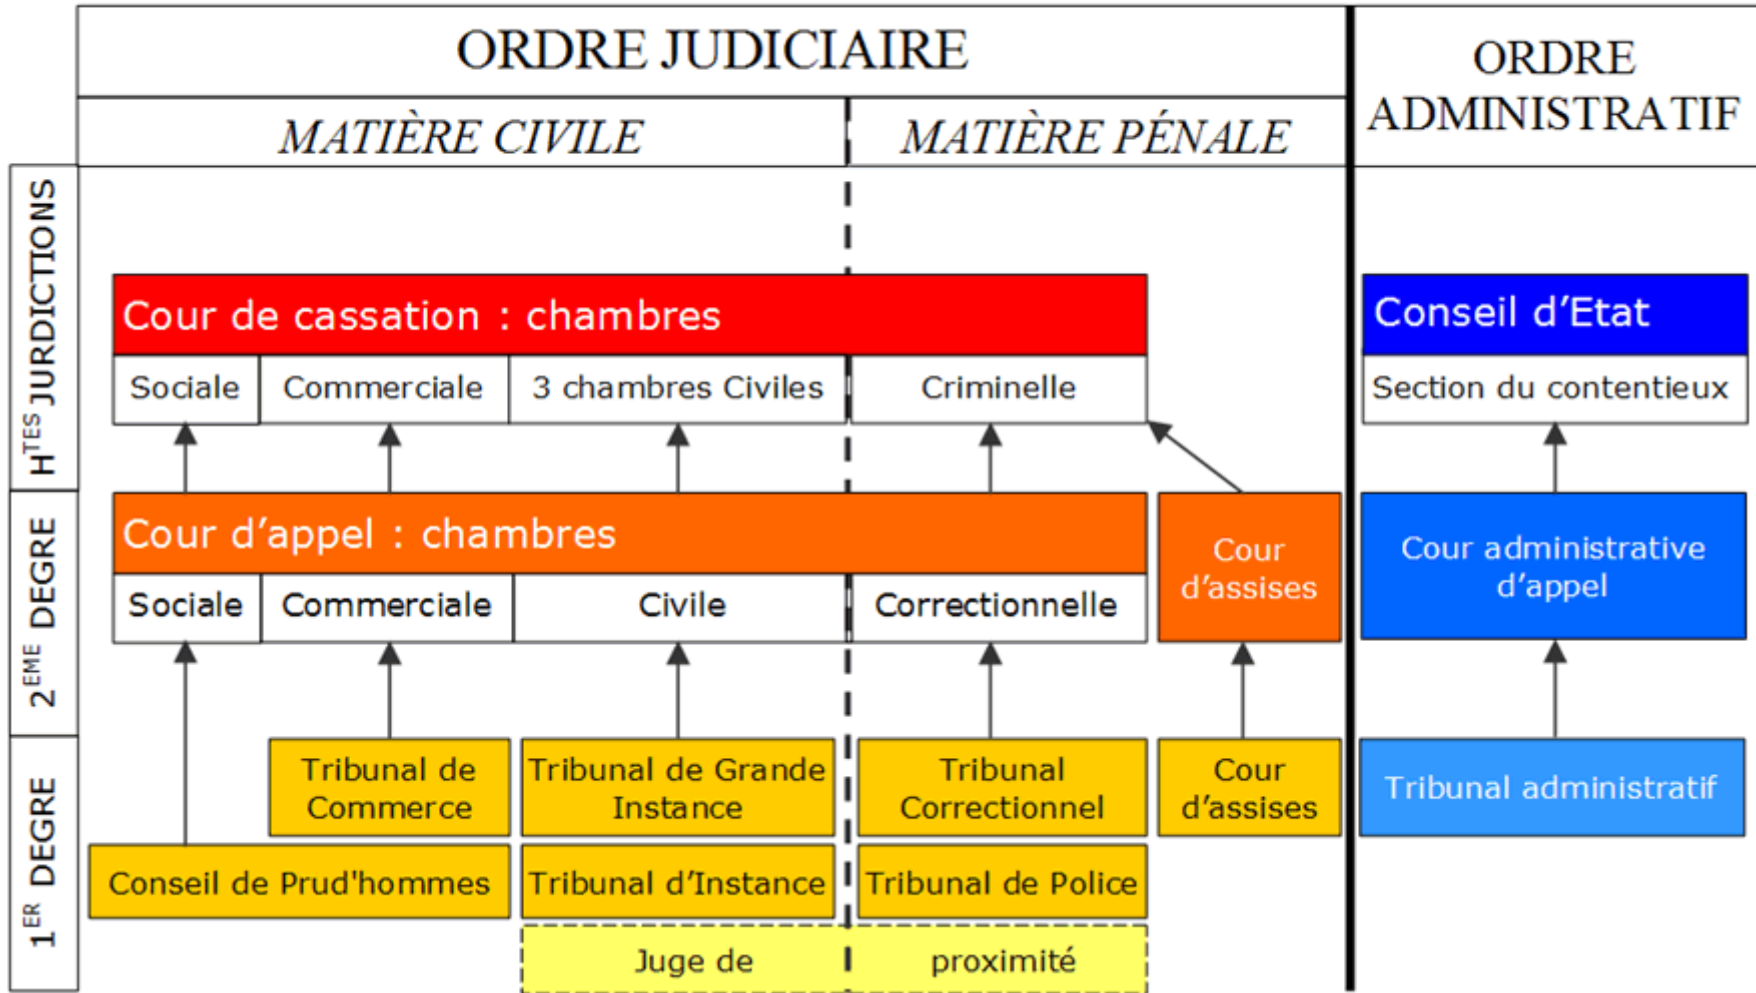 ORDRE JUDICIAIRE
ORDRE
ADMINISTRATIF
MATIÈRE CIVILE
MATIÈRE PÉNALE
HTES JURDICTIONS
Cour de cassation : chambres
Conseil d'Etat
Sociale
Commerciale
3 chambres Civiles
Criminelle
Section du contentieux
2EME DEGRE
Cour d'appel : chambres
Cour
d'assises
Cour administrative
d'appel
Sociale
Commerciale
Civile
Correctionnelle
1ER DEGRE
Tribunal de
Commerce
Tribunal de Grande
Instance
Tribunal
Correctionnel
Cour
d'assises
Tribunal administratif
Conseil de Prud'hommes
Tribunal d'Instance
Tribunal de Police
Juge de proximité